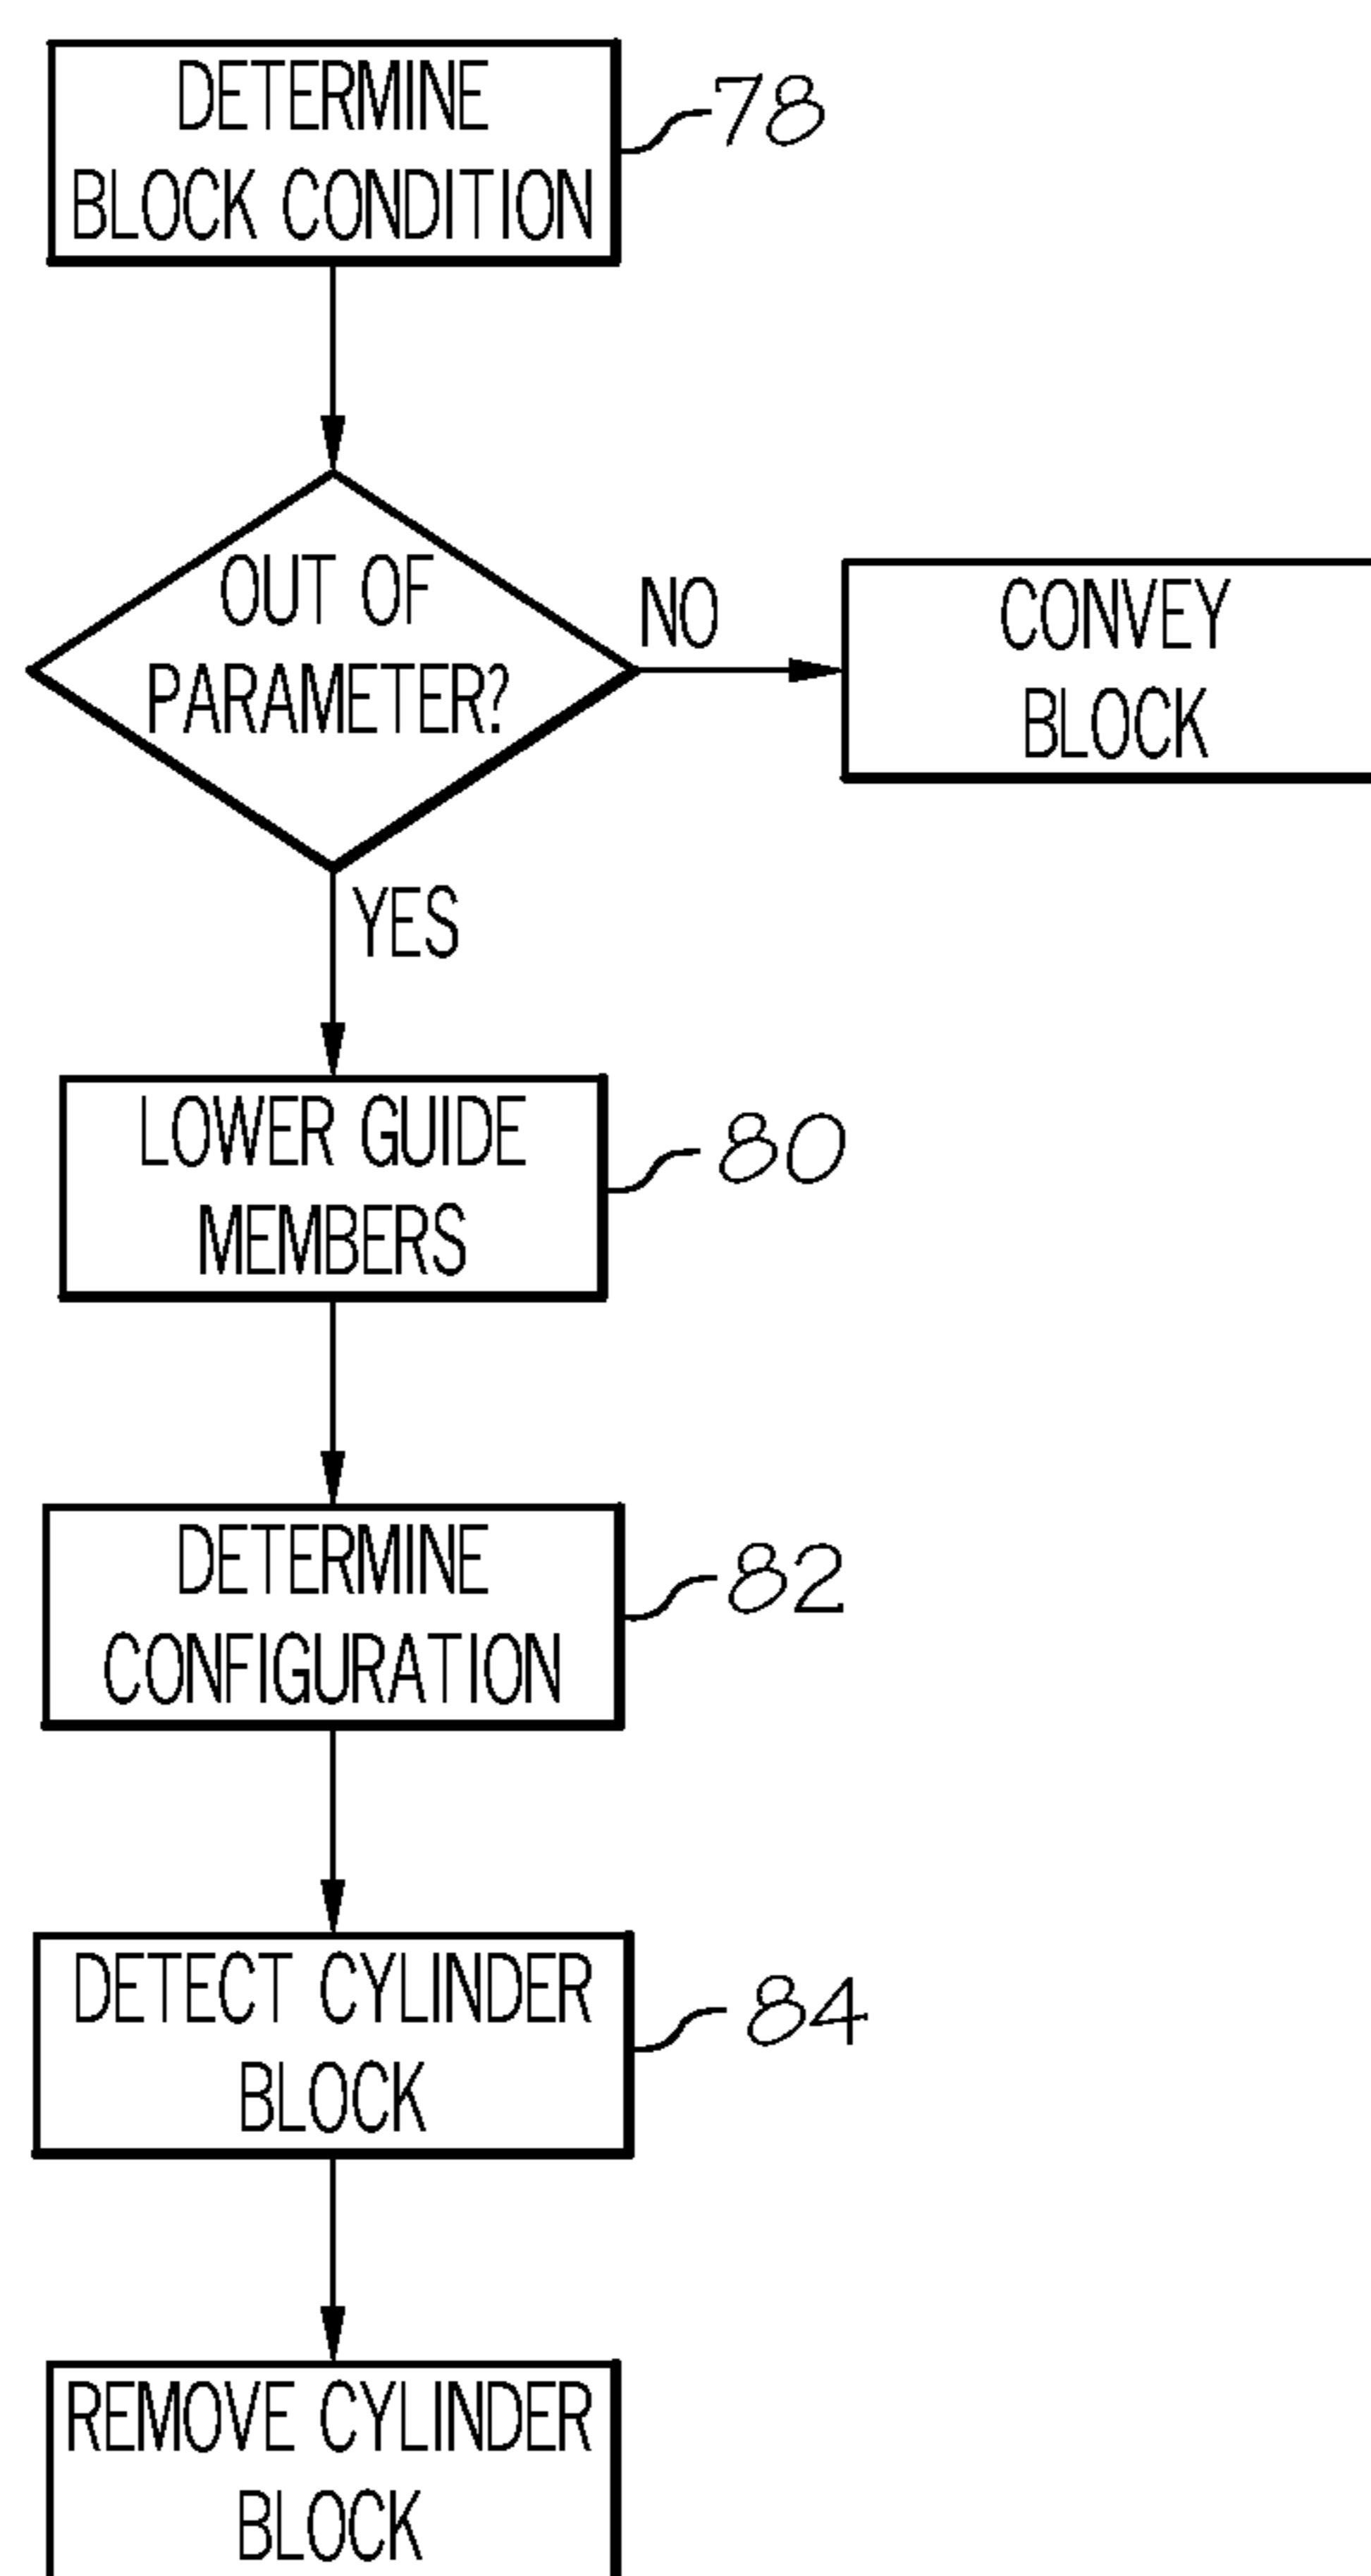 DETERMINE
BLOCK CONDITION
78
OUT OF
PARAMETER?
NO
CONVEY
BLOCK
YES
LOWER GUIDE
MEMBERS
80
DETERMINE
CONFIGURATION
82
DETECT CYLINDER
BLOCK
84
REMOVE CYLINDER
BLOCK